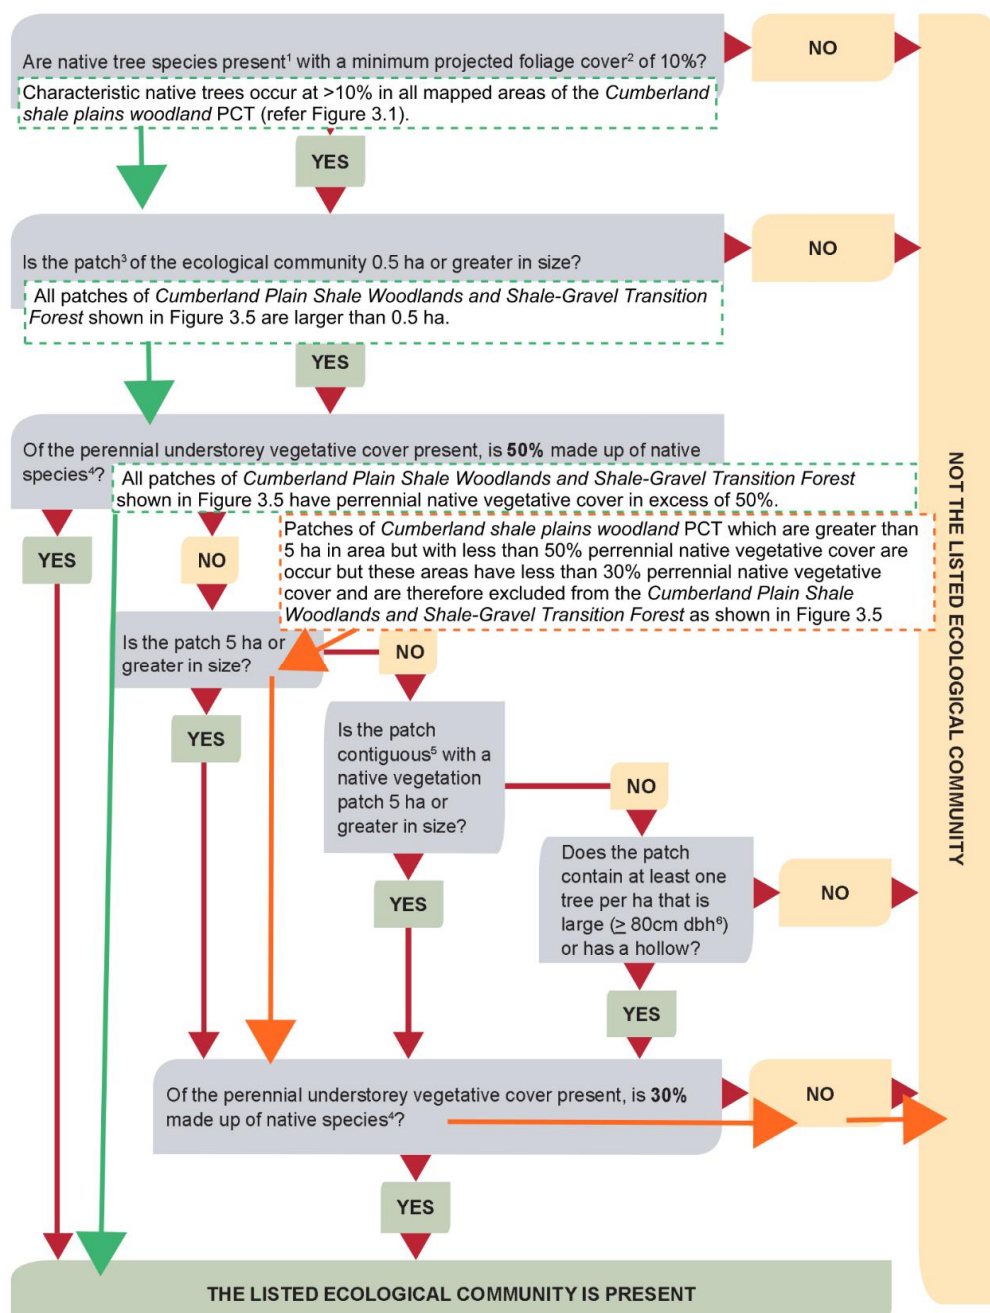 Are native tree species present¹ with a minimum projected foliage cover² of 10%?
NO
Characteristic native trees occur at >10% in all mapped areas of the Cumberland
shale plains woodland PCT (refer Figure 3.1).
YES
Is the patch³ of the ecological community 0.5 ha or greater in size?
NO
All patches of Cumberland Plain Shale Woodlands and Shale-Gravel Transition
Forest shown in Figure 3.5 are larger than 0.5 ha.
YES
Of the perennial understorey vegetative cover present, is 50% made up of native
species⁴?
All patches of Cumberland Plain Shale Woodlands and Shale-Gravel Transition Forest
shown in Figure 3.5 have perrennial native vegetative cover in excess of 50%.
YES
NO
Patches of Cumberland shale plains woodland PCT which are greater than
5 ha in area but with less than 50% perrennial native vegetative cover are
occur but these areas have less than 30% perrennial native vegetative
cover and are therefore excluded from the Cumberland Plain Shale
Woodlands and Shale-Gravel Transition Forest as shown in Figure 3.5
Is the patch 5 ha or
greater in size?
NO
YES
Is the patch
contiguous⁵ with a
native vegetation
patch 5 ha or
greater in size?
NO
YES
Does the patch
contain at least one
tree per ha that is
large (≥ 80cm dbh⁶)
or has a hollow?
NO
YES
Of the perennial understorey vegetative cover present, is 30%
made up of native species⁴?
NO
YES
THE LISTED ECOLOGICAL COMMUNITY IS PRESENT
NOT THE LISTED ECOLOGICAL COMMUNITY